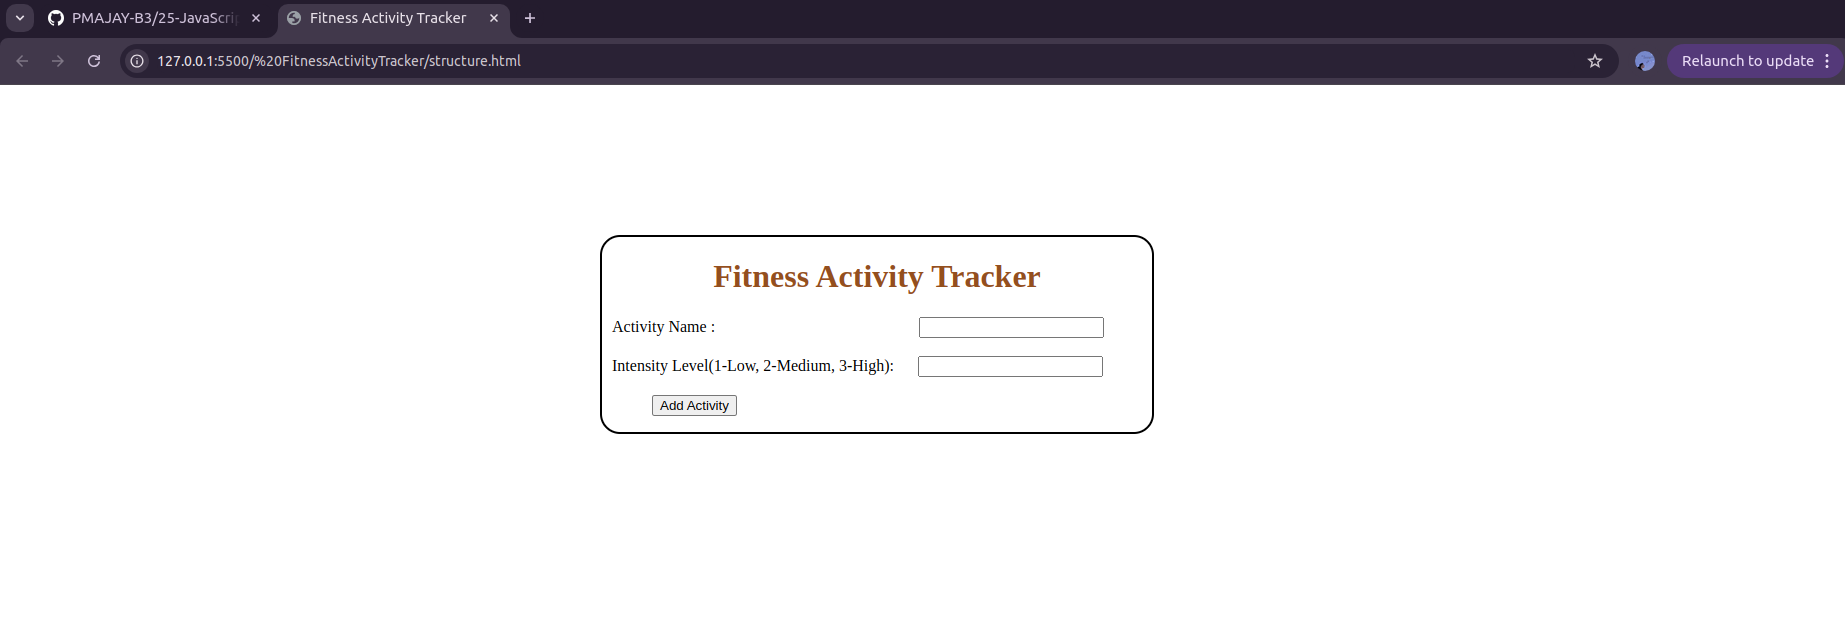 PMAJAY-B3/25-JavaScrip
Fitness Activity Tracker
127.0.0.1:5500/%20FitnessActivityTracker/structure.html
Relaunch to update
Fitness Activity Tracker
Activity Name :
Intensity Level(1-Low, 2-Medium, 3-High):
Add Activity